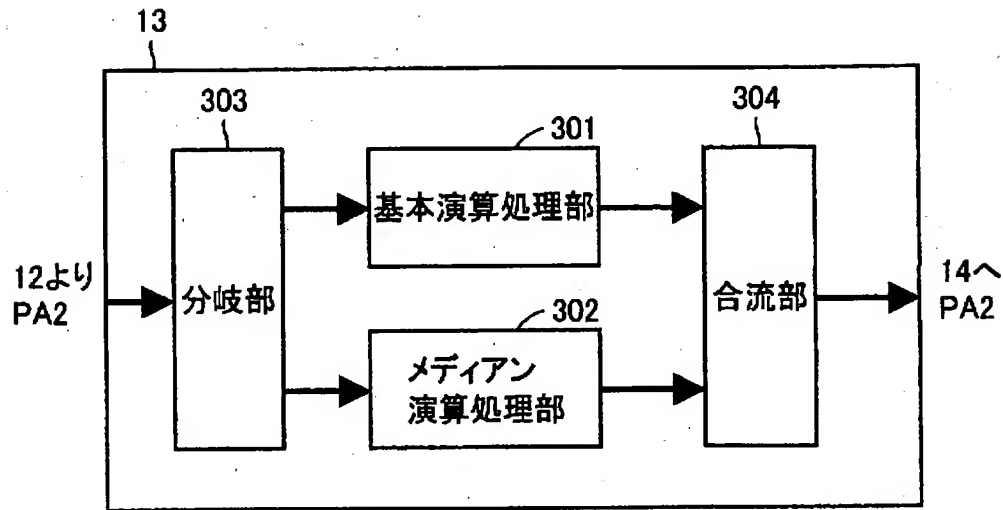 13
303
301
304
基本演算処理部
12より
PA2
分岐部
合流部
14へ
PA2
302
メディアン
演算処理部